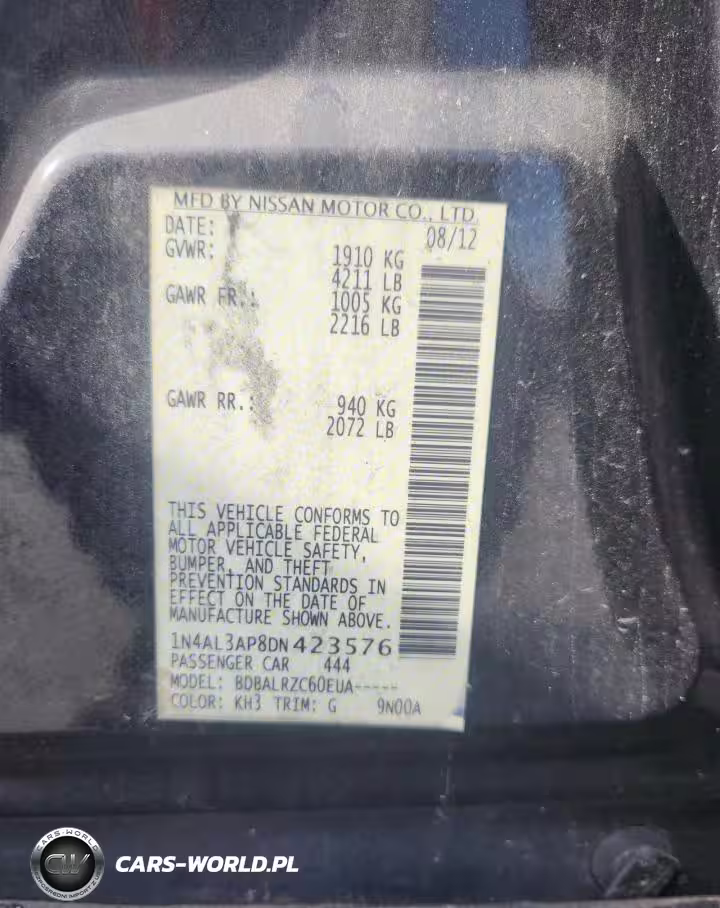 MFD BY NISSAN MOTOR CO., LTD.
DATE: 08/12
GVWR: 1910 KG
4211 LB
GAWR FR.: 1005 KG
2216 LB
GAWR RR.: 940 KG
2072 LB
THIS VEHICLE CONFORMS TO
ALL APPLICABLE FEDERAL
MOTOR VEHICLE SAFETY,
BUMPER, AND THEFT
PREVENTION STANDARDS IN
EFFECT ON THE DATE OF
MANUFACTURE SHOWN ABOVE.
1N4AL3AP8DN423576
PASSENGER CAR 444
MODEL: BDBALRZC60EUA-----
COLOR: KH3 TRIM: G 9N00A
CARS-WORLD
CW
CARS-WORLD.PL